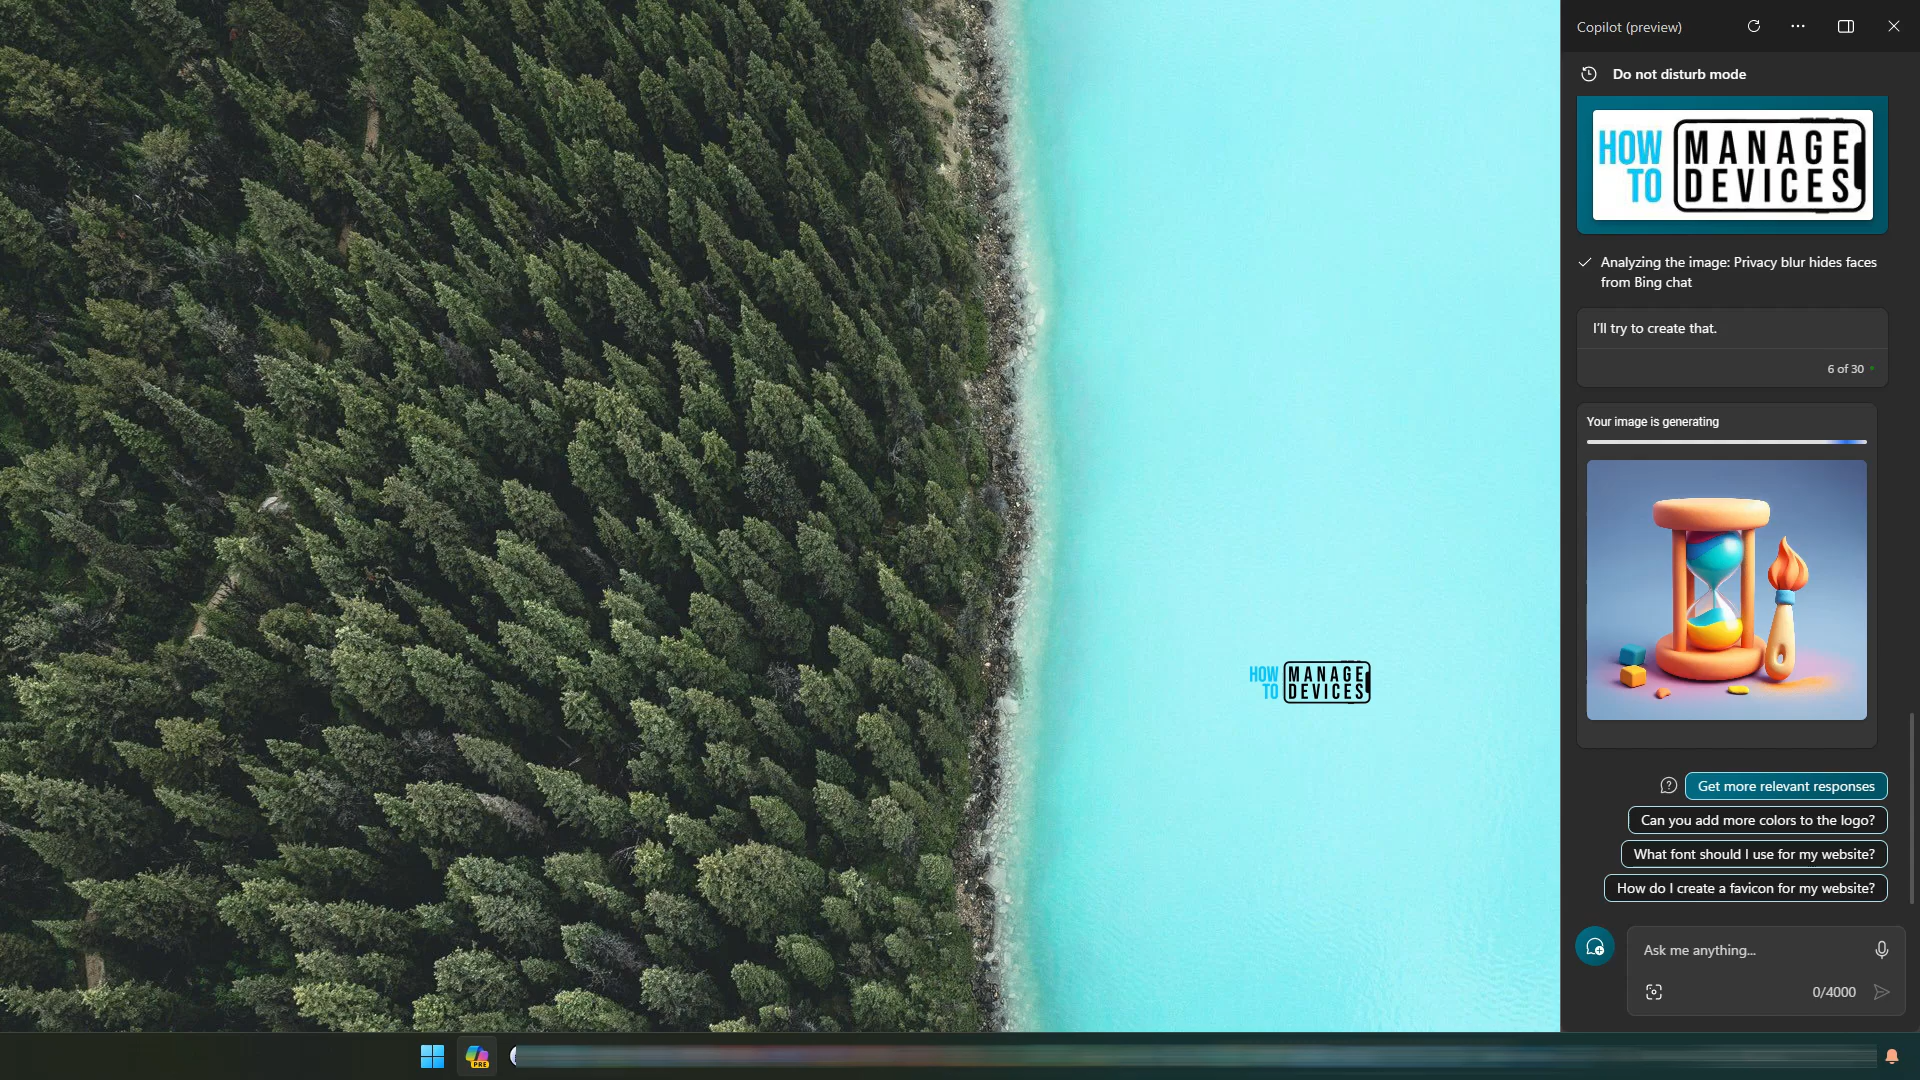 Copilot (preview)
Do not disturb mode
HOW TO MANAGE DEVICES
Analyzing the image: Privacy blur hides faces
from Bing chat
I'll try to create that.
6 of 30
Your image is generating
HOW TO MANAGE DEVICES
Get more relevant responses
Can you add more colors to the logo?
What font should I use for my website?
How do I create a favicon for my website?
Ask me anything...
0/4000
PRE